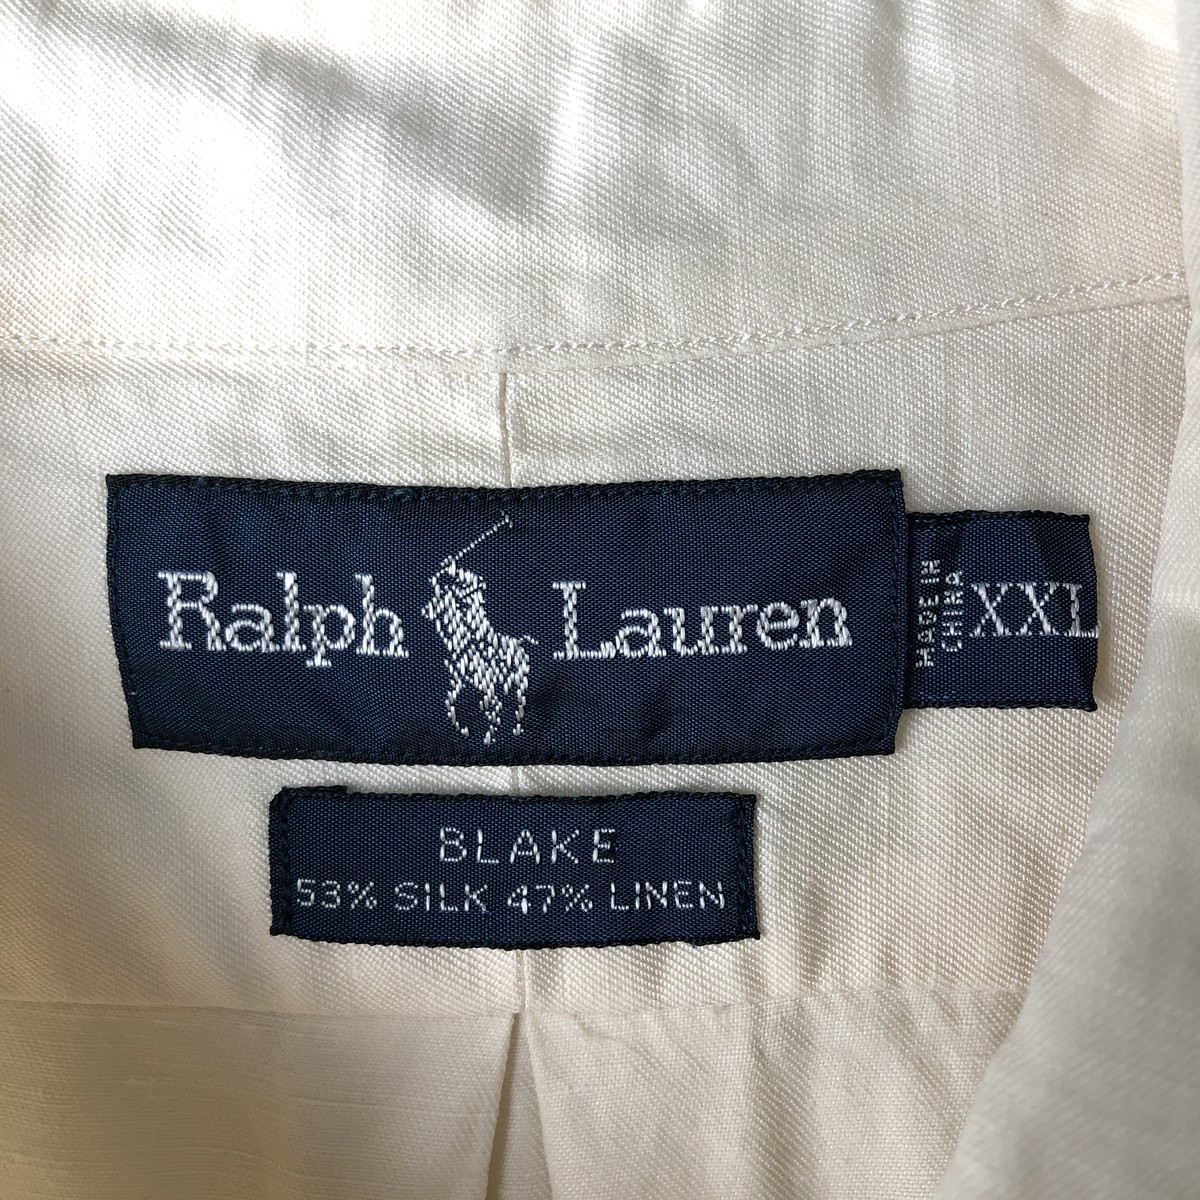 Ralph Lauren
MADE IN
CHINA
XXL
BLAKE
53% SILK 47% LINEN